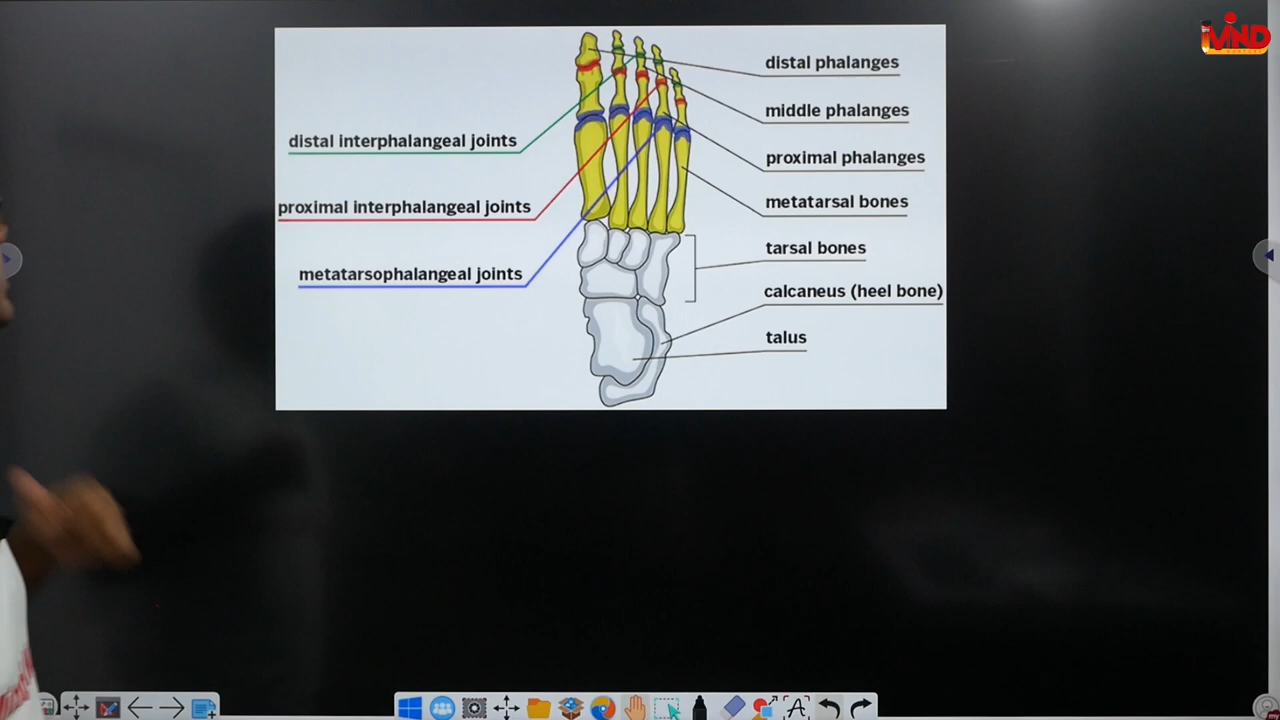 MIND
distal phalanges
middle phalanges
distal interphalangeal joints
proximal phalanges
proximal interphalangeal joints
metatarsal bones
tarsal bones
metatarsophalangeal joints
calcaneus (heel bone)
talus